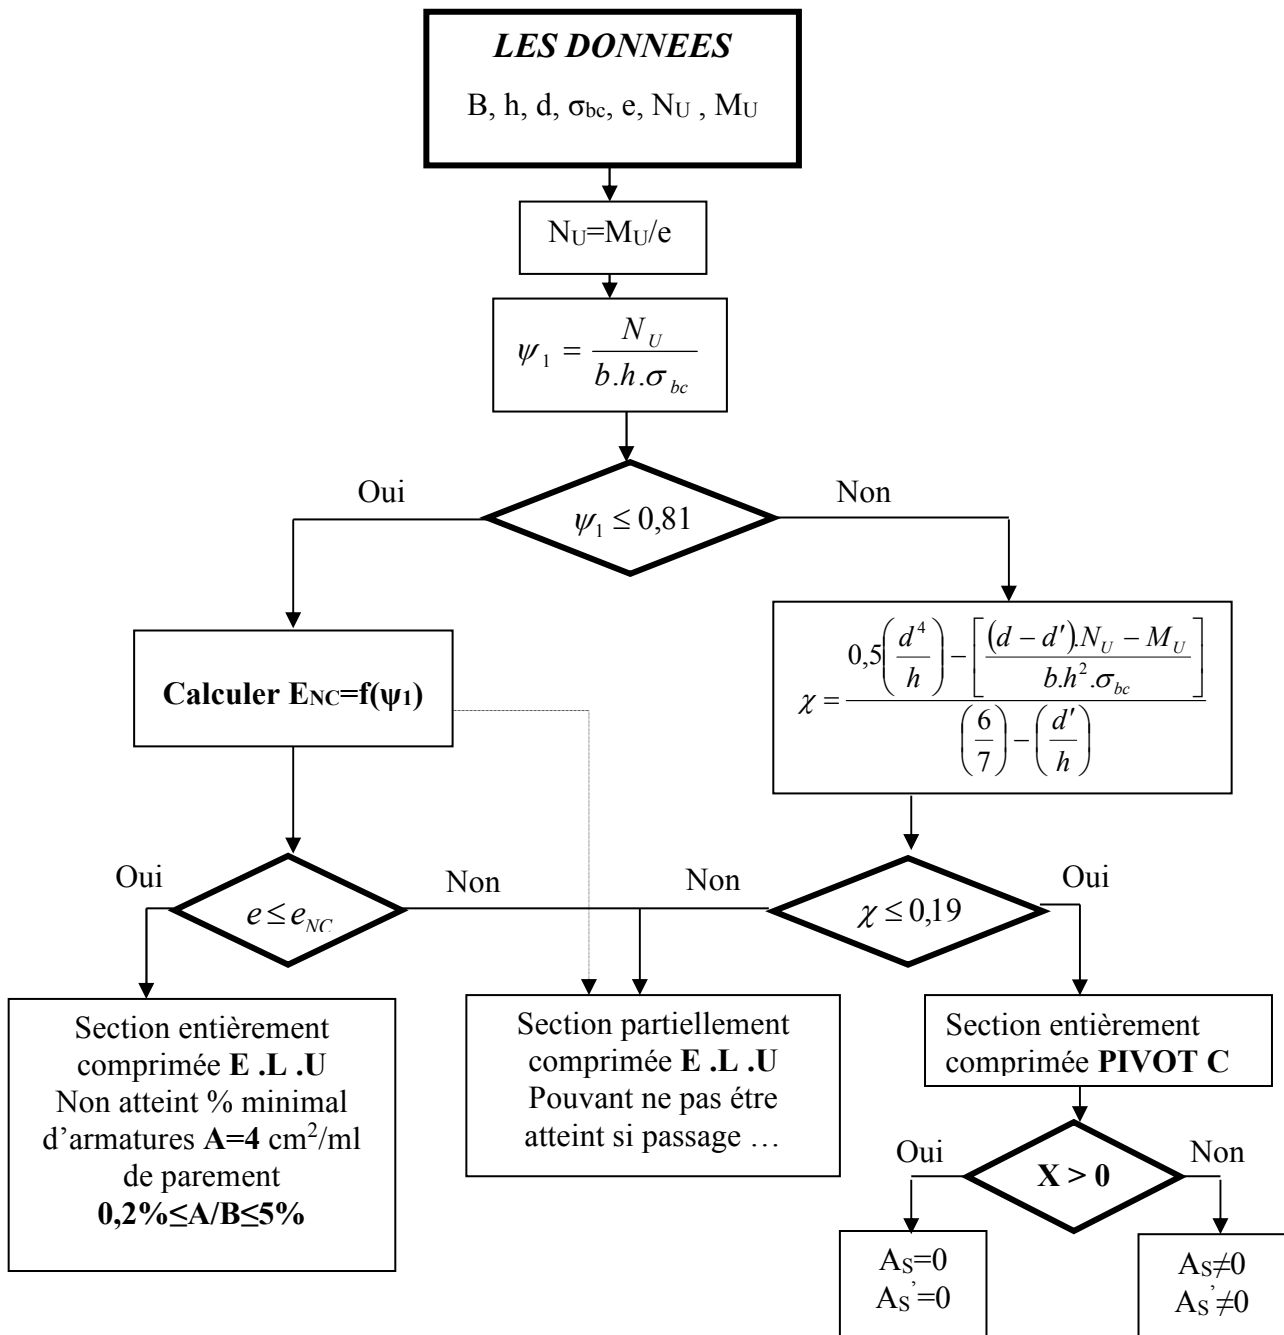 LES DONNEES
B, h, d, σbc, e, NU , MU
NU=MU/e
ψ1 = NU / b.h.σbc
Oui
Non
ψ1 ≤ 0,81
Calculer ENC=f(ψ1)
χ = (0,5(d^4/h) − [((d − d′).NU − MU) / (b.h².σbc)]) / ((6/7) − (d′/h))
Oui
Non
Non
Oui
e ≤ eNC
χ ≤ 0,19
Section entièrement
comprimée E .L .U
Non atteint % minimal
d’armatures A=4 cm²/ml
de parement
0,2%≤A/B≤5%
Section partiellement
comprimée E .L .U
Pouvant ne pas étre
atteint si passage …
Section entièrement
comprimée PIVOT C
Oui
Non
X > 0
AS=0
AS’=0
AS≠0
AS’≠0